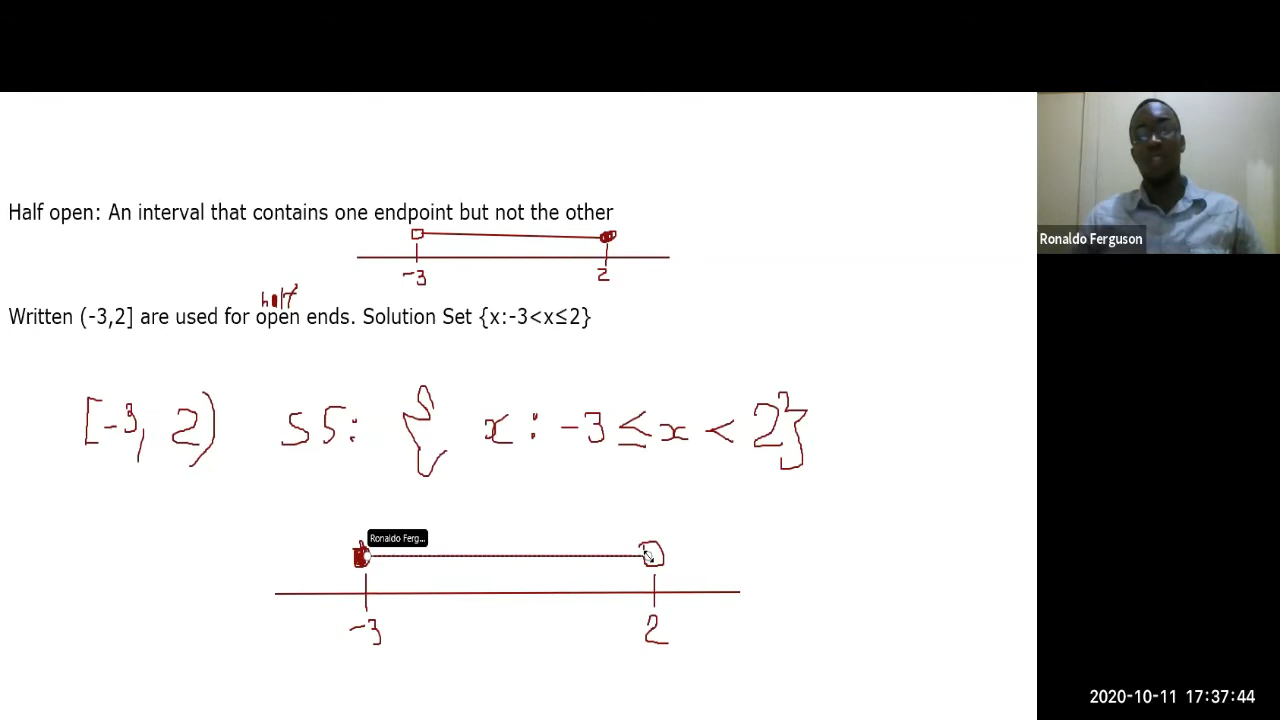 Half open: An interval that contains one endpoint but not the other
-3 2
half
Written (-3,2] are used for open ends. Solution Set {x:-3<x≤2}
[-3, 2) SS: { x : -3 ≤ x < 2}
Ronaldo Ferg...
-3 2
Ronaldo Ferguson
2020-10-11 17:37:44